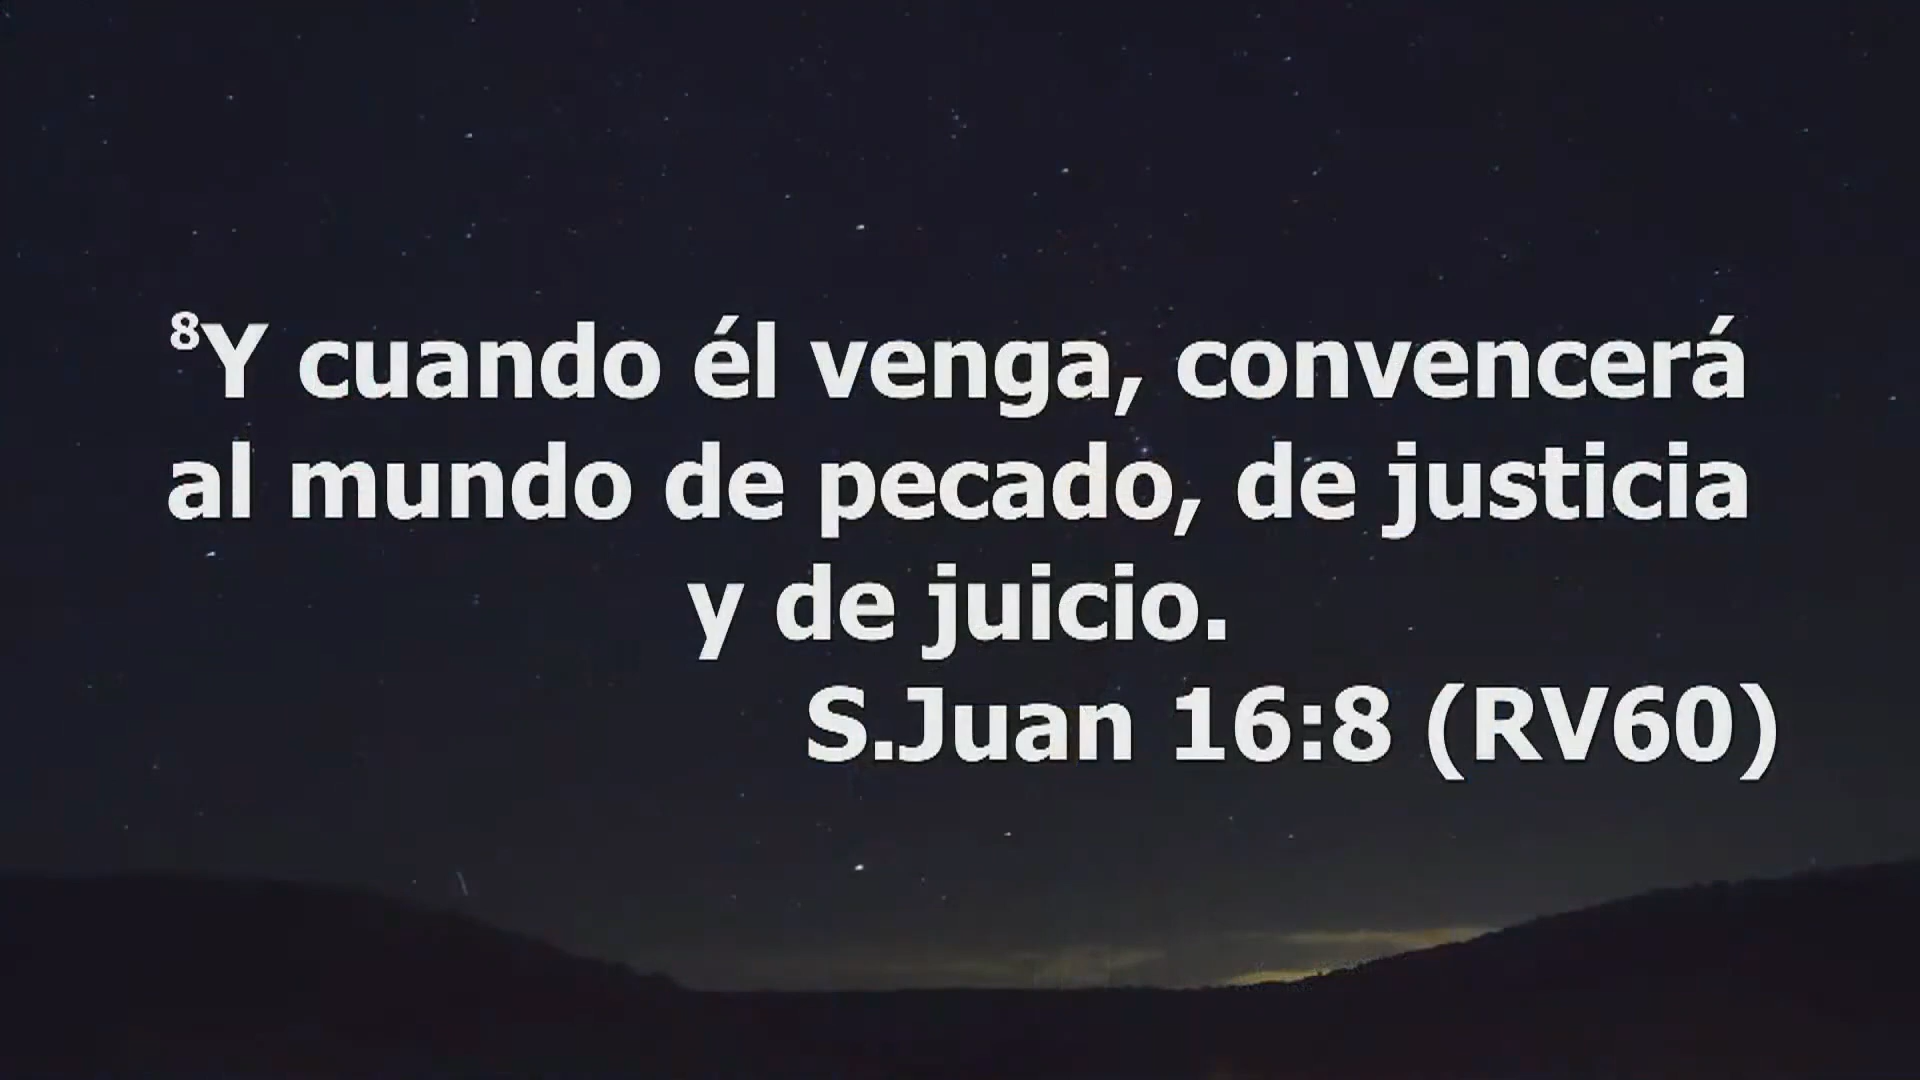 ⁸Y cuando él venga, convencerá
al mundo de pecado, de justicia
y de juicio.
S.Juan 16:8 (RV60)